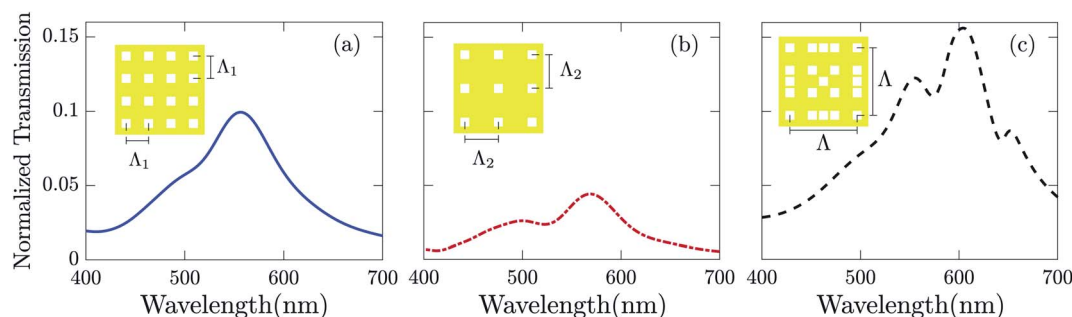 0.15
0.1
0.05
0
Normalized Transmission
(a)
Λ1
Λ1
400 500 600 700
Wavelength(nm)
(b)
Λ2
Λ2
400 500 600 700
Wavelength(nm)
(c)
Λ
Λ
400 500 600 700
Wavelength(nm)